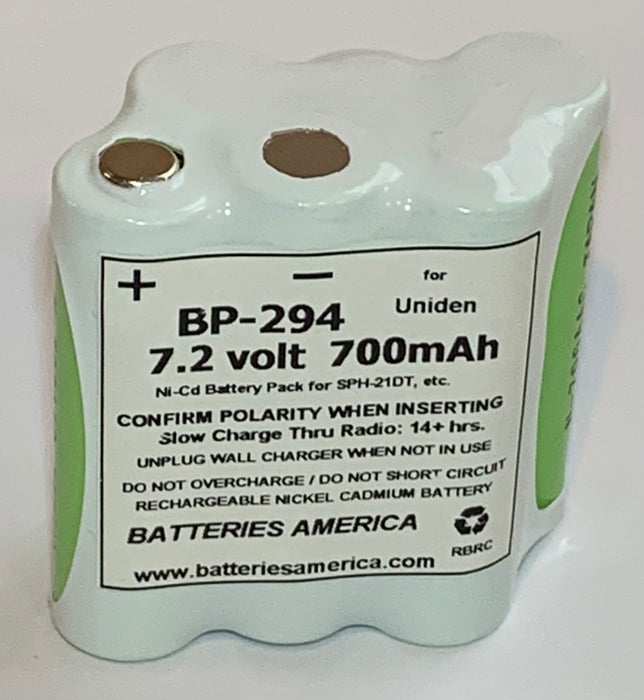 + − for
BP-294 Uniden
7.2 volt 700mAh
Ni-Cd Battery Pack for SPH-21DT, etc.
CONFIRM POLARITY WHEN INSERTING
Slow Charge Thru Radio: 14+ hrs.
UNPLUG WALL CHARGER WHEN NOT IN USE
DO NOT OVERCHARGE / DO NOT SHORT CIRCUIT
RECHARGEABLE NICKEL CADMIUM BATTERY
BATTERIES AMERICA
RBRC
www.batteriesamerica.com